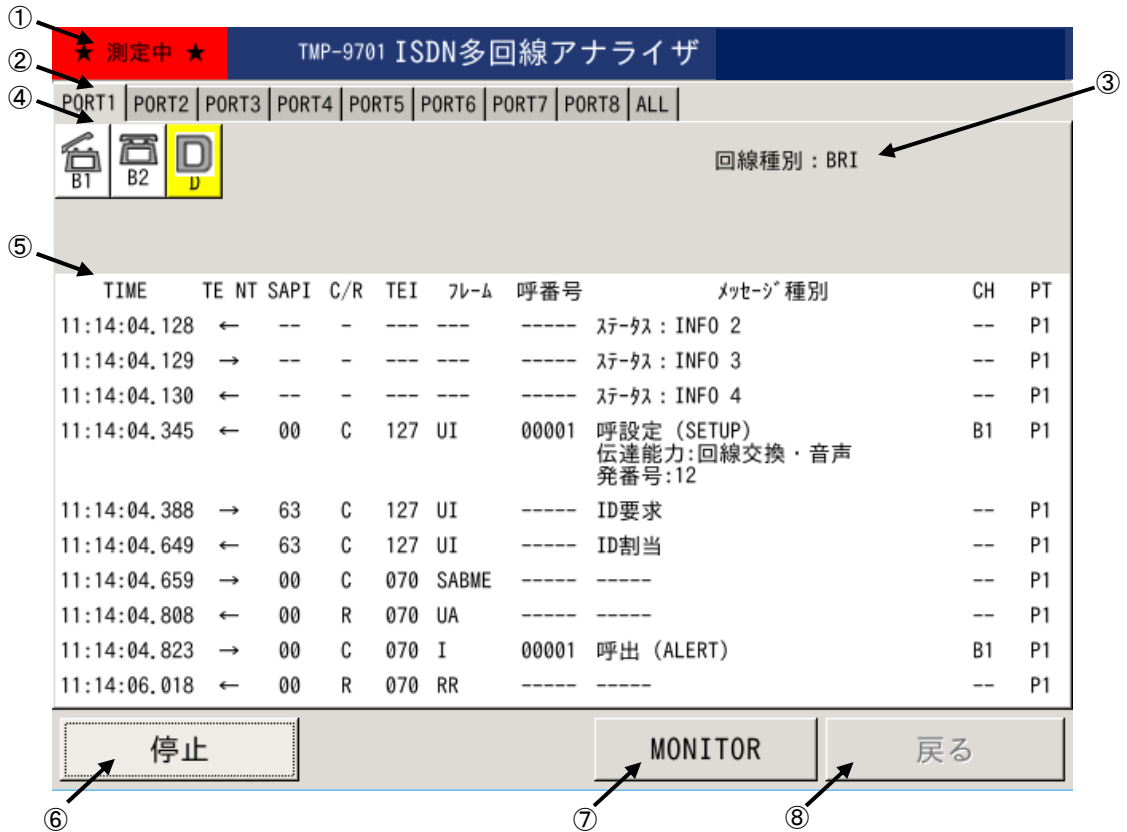 ①
★ 測定中 ★ TMP-9701 ISDN多回線アナライザ
②
PORT1 PORT2 PORT3 PORT4 PORT5 PORT6 PORT7 PORT8 ALL
③
④
B1 B2 D D
回線種別：BRI
⑤
TIME TE NT SAPI C/R TEI ﾌﾚｰﾑ 呼番号 ﾒｯｾｰｼﾞ種別 CH PT
11:14:04.128 ← -- - --- --- ----- ｽﾃｰﾀｽ：INFO 2 -- P1
11:14:04.129 → -- - --- --- ----- ｽﾃｰﾀｽ：INFO 3 -- P1
11:14:04.130 ← -- - --- --- ----- ｽﾃｰﾀｽ：INFO 4 -- P1
11:14:04.345 ← 00 C 127 UI 00001 呼設定（SETUP） B1 P1
伝達能力:回線交換・音声
発番号:12
11:14:04.388 → 63 C 127 UI ----- ID要求 -- P1
11:14:04.649 ← 63 C 127 UI ----- ID割当 -- P1
11:14:04.659 → 00 C 070 SABME ----- ----- -- P1
11:14:04.808 ← 00 R 070 UA ----- ----- -- P1
11:14:04.823 → 00 C 070 I 00001 呼出（ALERT） B1 P1
11:14:06.018 ← 00 R 070 RR ----- ----- -- P1
停止 MONITOR 戻る
⑥ ⑦ ⑧